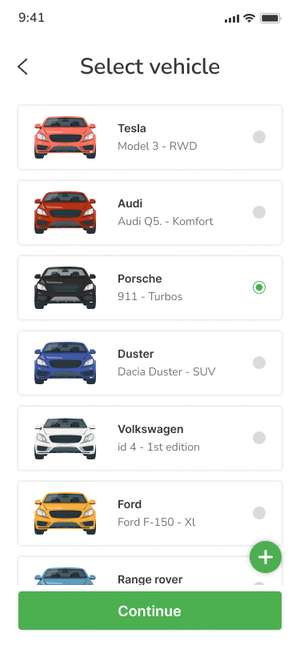 9:41
Select vehicle
Tesla
Model 3 - RWD
Audi
Audi Q5. - Komfort
Porsche
911 - Turbos
Duster
Dacia Duster - SUV
Volkswagen
id 4 - 1st edition
Ford
Ford F-150 - Xl
Range rover
Continue